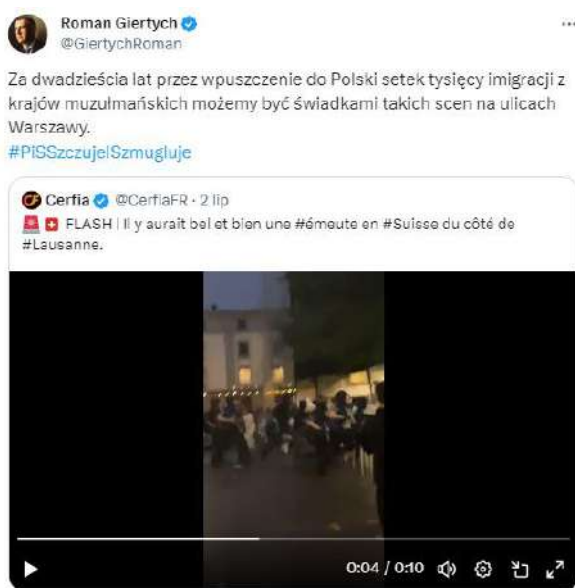 Roman Giertych
@GiertychRoman
Za dwadzieścia lat przez wpuszczenie do Polski setek tysięcy imigracji z
krajów muzułmańskich możemy być świadkami takich scen na ulicach
Warszawy.
#PiSSzczujeISzmugluje
Cerfia @CerfiaFR · 2 lip
FLASH | Il y aurait bel et bien une #émeute en #Suisse du côté de
#Lausanne.
0:04 / 0:10